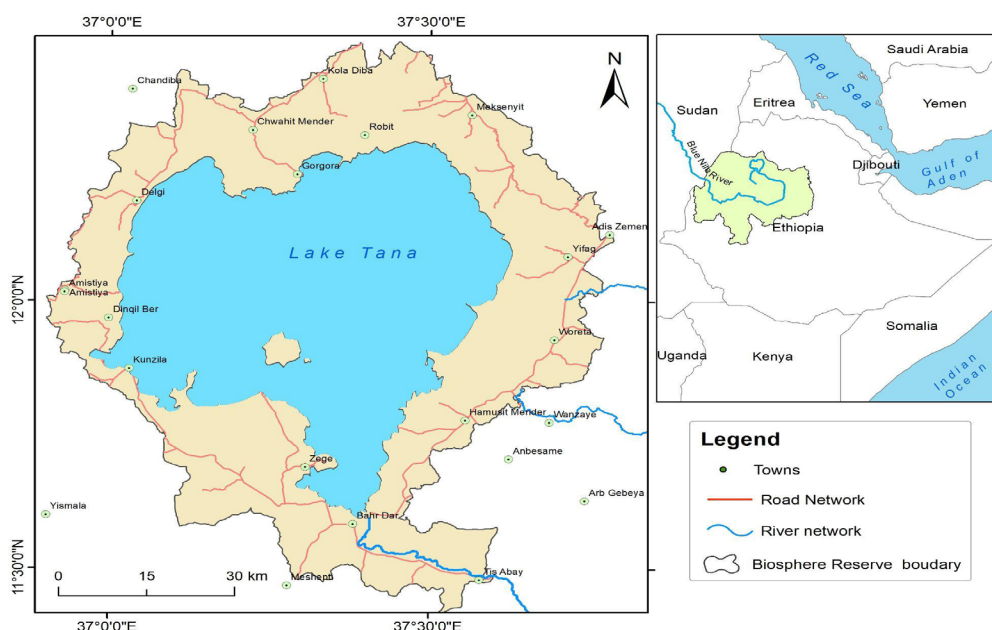 37°0'0"E
37°30'0"E
N
Kola Diba
Chandiba
Meksenyit
Chwahit Mender
Robit
Gorgora
Delgi
Adis Zemen
Lake Tana
Yifag
Amistiya
Amistiya
12°0'0"N
Dinqil Ber
Woreta
Kunzila
Hamusit Mender
Wanzaye
Anbesame
Zege
Arb Gebeya
Yismala
Bahr Dar
11°30'0"N
0 15 30 km
Meshenti
Tis Abay
37°0'0"E
37°30'0"E
Saudi Arabia
Red Sea
Sudan
Eritrea
Yemen
Blue Nile River
Djibouti
Gulf of
Aden
Ethiopia
Somalia
Uganda
Kenya
Indian
Ocean
Legend
Towns
Road Network
River network
Biosphere Reserve boudary